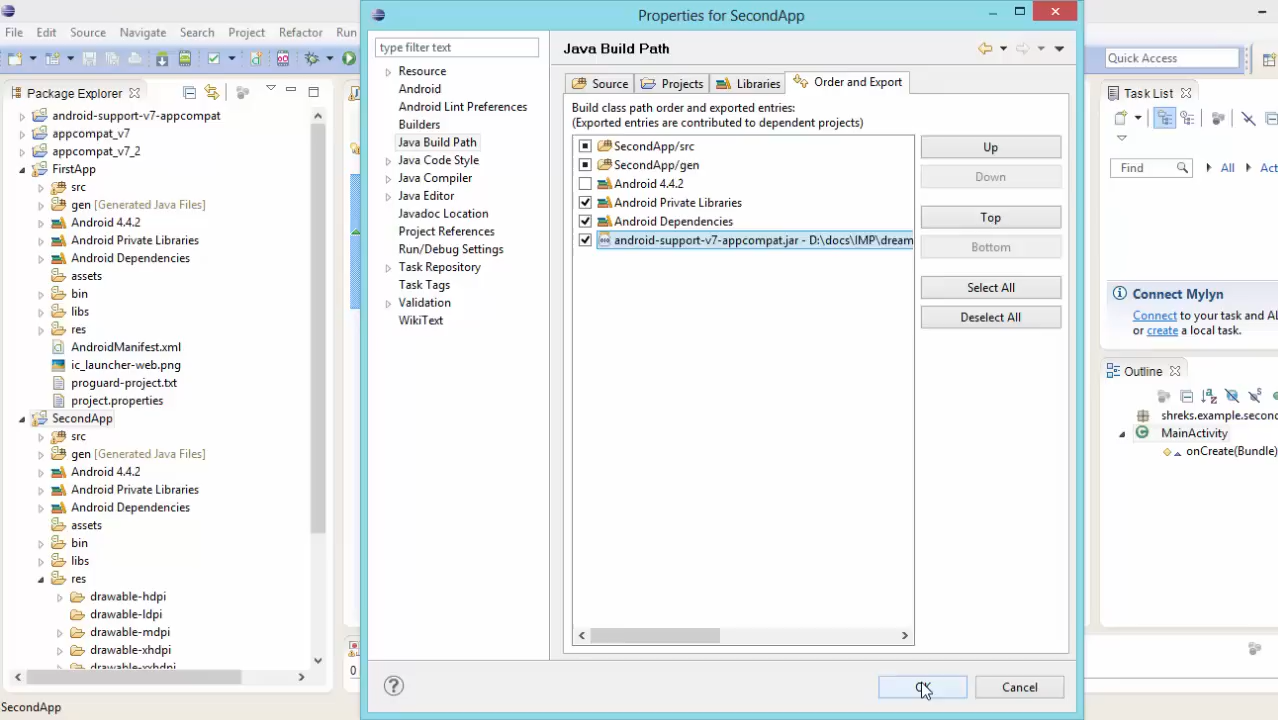 Properties for SecondApp
File Edit Source Navigate Search Project Refactor Run
Quick Access
Package Explorer
android-support-v7-appcompat
appcompat_v7
appcompat_v7_2
FirstApp
src
gen [Generated Java Files]
Android 4.4.2
Android Private Libraries
Android Dependencies
assets
bin
libs
res
AndroidManifest.xml
ic_launcher-web.png
proguard-project.txt
project.properties
SecondApp
src
gen [Generated Java Files]
Android 4.4.2
Android Private Libraries
Android Dependencies
assets
bin
libs
res
drawable-hdpi
drawable-ldpi
drawable-mdpi
drawable-xhdpi
drawable-xxhdpi
SecondApp
type filter text
Resource
Android
Android Lint Preferences
Builders
Java Build Path
Java Code Style
Java Compiler
Java Editor
Javadoc Location
Project References
Run/Debug Settings
Task Repository
Task Tags
Validation
WikiText
Java Build Path
Source Projects Libraries Order and Export
Build class path order and exported entries:
(Exported entries are contributed to dependent projects)
SecondApp/src
SecondApp/gen
Android 4.4.2
Android Private Libraries
Android Dependencies
android-support-v7-appcompat.jar - D:\docs\IMP\dream
Up
Down
Top
Bottom
Select All
Deselect All
OK
Cancel
0
Task List
Find All Act
Connect Mylyn
Connect to your task and AL
or create a local task.
Outline
shreks.example.second
MainActivity
onCreate(Bundle)